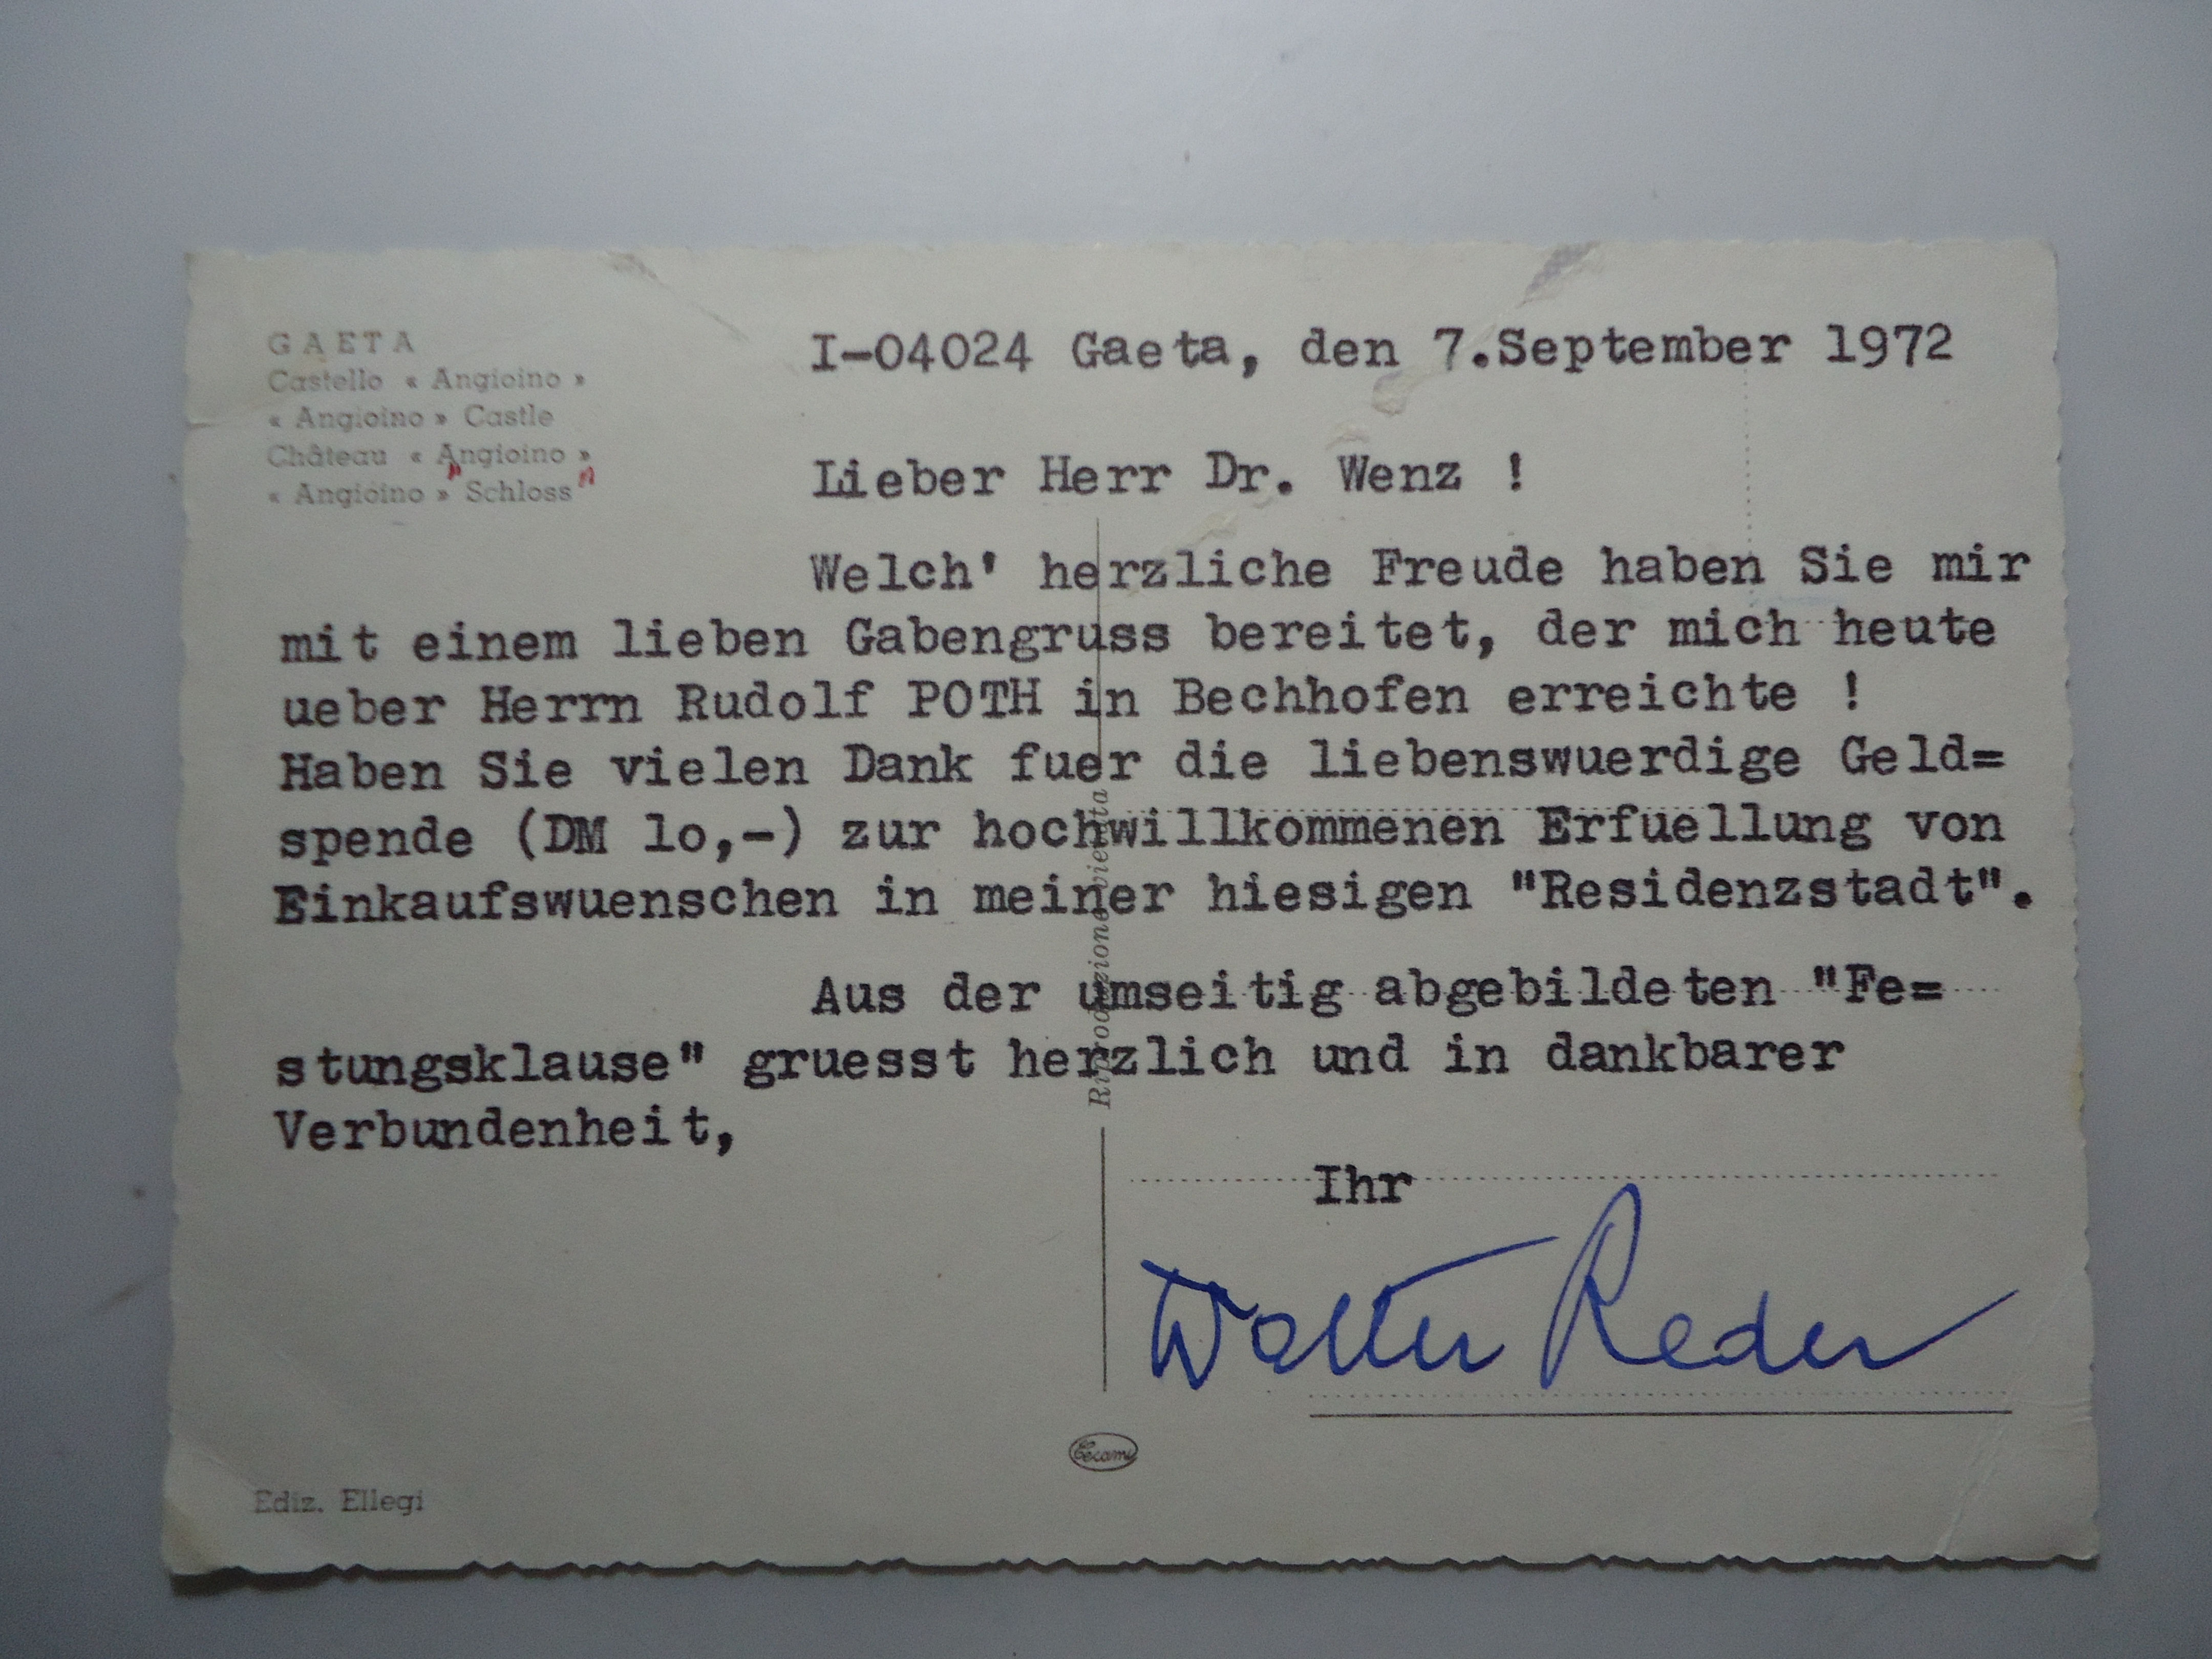 GAETA
Castello « Angioino »
« Angioino » Castle
Château « Angioino »
« Angioino » " Schloss "
I-04024 Gaeta, den 7.September 1972
Lieber Herr Dr. Wenz !
Welch' herzliche Freude haben Sie mir
mit einem lieben Gabengruss bereitet, der mich heute
ueber Herrn Rudolf POTH in Bechhofen erreichte !
Haben Sie vielen Dank fuer die liebenswuerdige Geld=
spende (DM lo,-) zur hochwillkommenen Erfuellung von
Einkaufswuenschen in meiner hiesigen "Residenzstadt".
Aus der umseitig abgebildeten "Fe=
stungsklause" gruesst herzlich und in dankbarer
Verbundenheit,
Ihr
Walter Reder
Riproduzione vietata
Cecami
Ediz. Ellegi